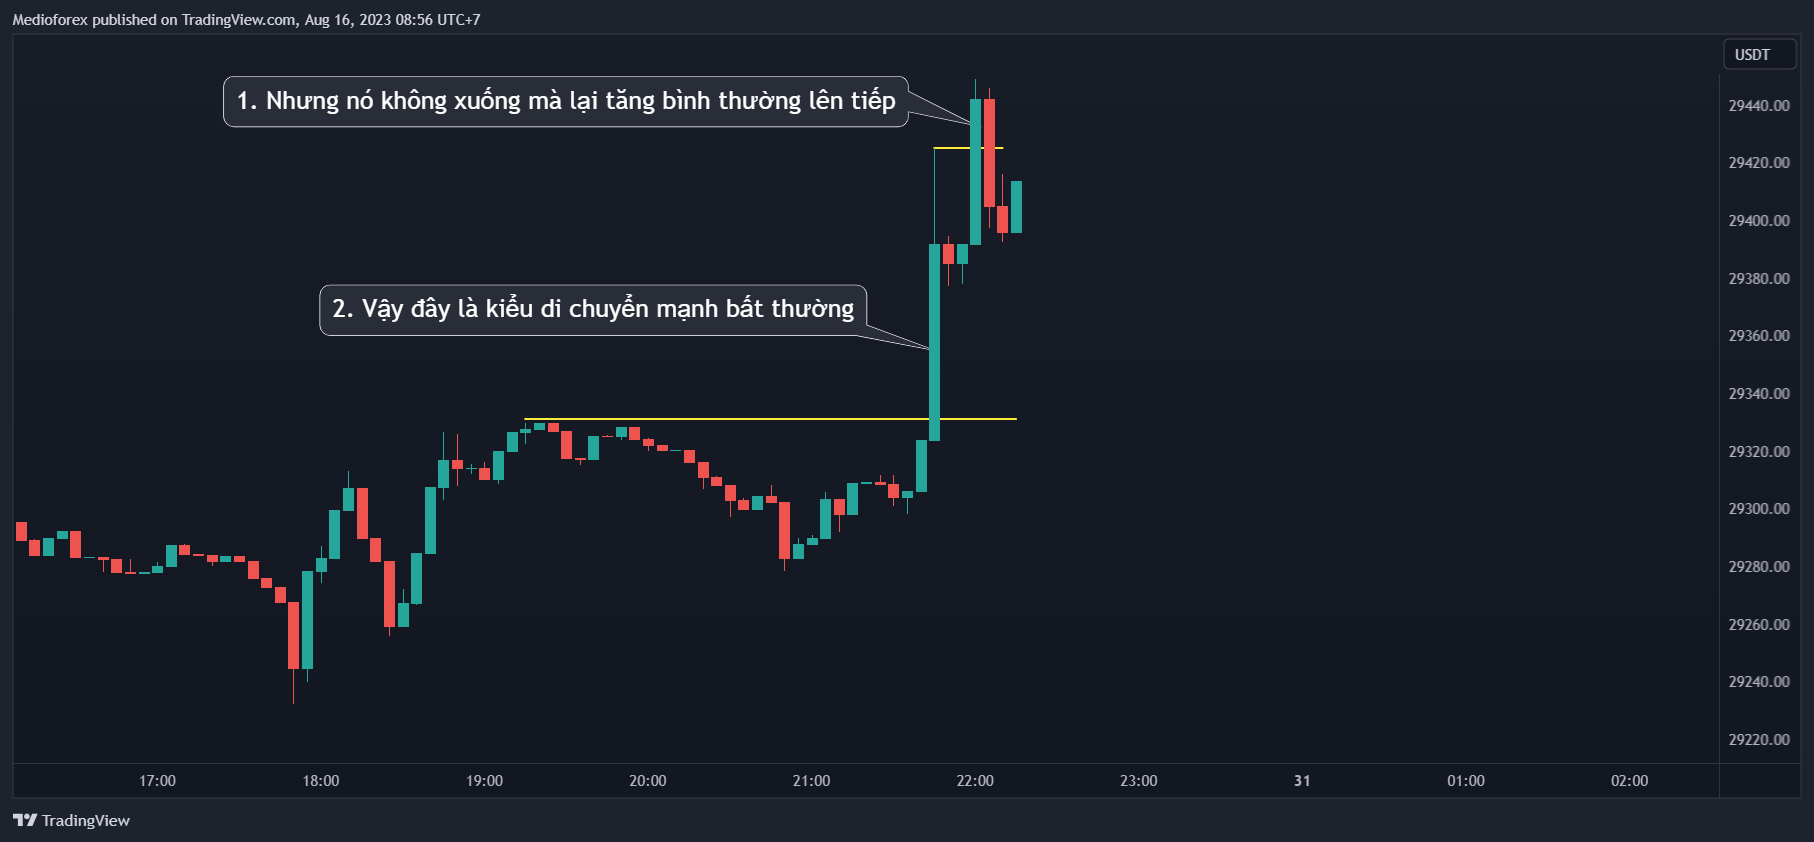 Medioforex published on TradingView.com, Aug 16, 2023 08:56 UTC+7
USDT
1. Nhưng nó không xuống mà lại tăng bình thường lên tiếp
29440.00
29420.00
29400.00
29380.00
2. Vậy đây là kiểu di chuyển mạnh bất thường
29360.00
29340.00
29320.00
29300.00
29280.00
29260.00
29240.00
29220.00
17:00 18:00 19:00 20:00 21:00 22:00 23:00 31 01:00 02:00
TradingView